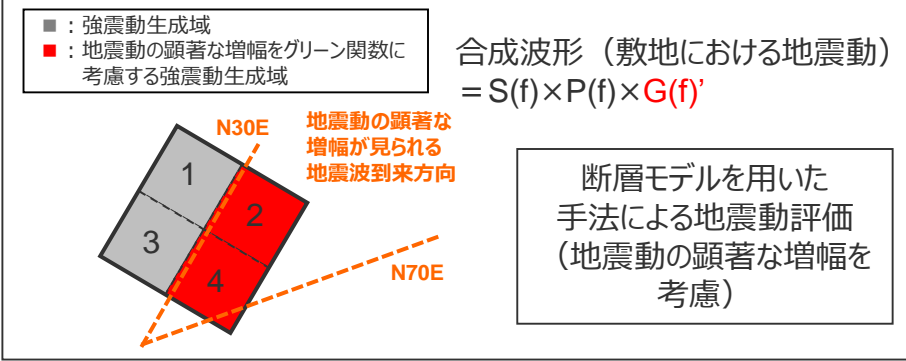 ■：強震動生成域
■：地震動の顕著な増幅をグリーン関数に
考慮する強震動生成域
合成波形（敷地における地震動）
＝S(f)×P(f)×G(f)’
N30E
地震動の顕著な
増幅が見られる
地震波到来方向
1
2
3
4
N70E
断層モデルを用いた
手法による地震動評価
（地震動の顕著な増幅を
考慮）